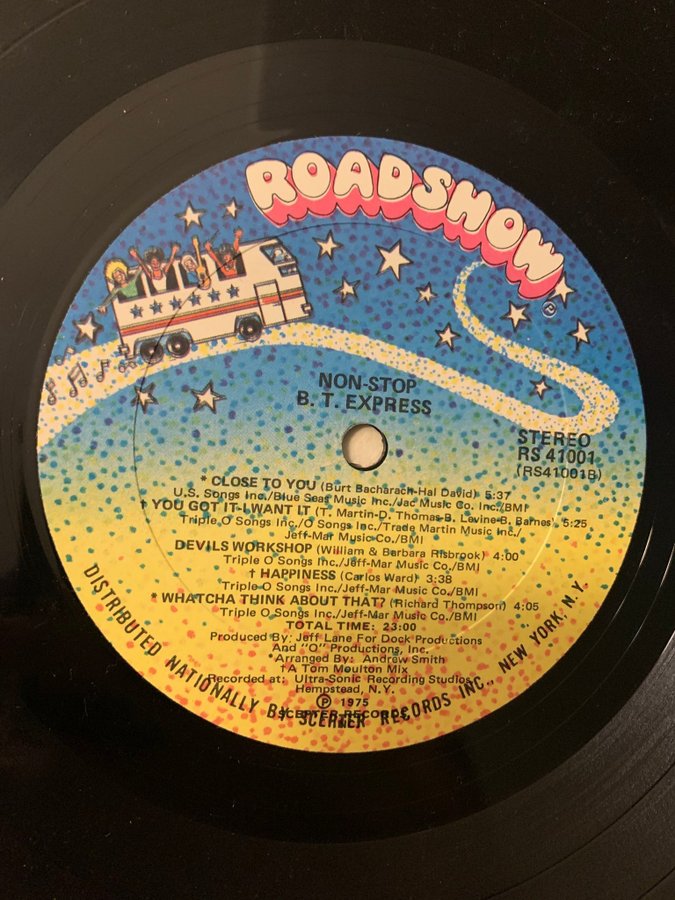 ROADSHOW
℗
NON-STOP
B. T. EXPRESS
STEREO
RS 41001
(RS41001B)
* CLOSE TO YOU (Burt Bacharach-Hal David) 5:37
U.S. Songs Inc./Blue Seas Music Inc./Jac Music Co. Inc./BMI
† YOU GOT IT-I WANT IT (T. Martin-D. Thomas-B. Levine-B. Barnes) 5:25
Triple O Songs Inc./O Songs Inc./Trade Martin Music Inc./
Jeff-Mar Music Co./BMI
DEVILS WORKSHOP (William & Barbara Risbrook) 4:00
Triple O Songs Inc./Jeff-Mar Music Co./BMI
† HAPPINESS (Carlos Ward) 3:38
Triple O Songs Inc./Jeff-Mar Music Co./BMI
* WHATCHA THINK ABOUT THAT? (Richard Thompson) 4:05
Triple O Songs Inc./Jeff-Mar Music Co./BMI
TOTAL TIME: 23:00
Produced By: Jeff Lane For Dock Productions
And "O" Productions, Inc.
*Arranged By: Andrew Smith
†A Tom Moulton Mix
Recorded at: Ultra-Sonic Recording Studios
Hempstead, N.Y.
℗ 1975
SCEPTER RECORDS
DISTRIBUTED NATIONALLY BY SCEPTER RECORDS INC., NEW YORK, N.Y.